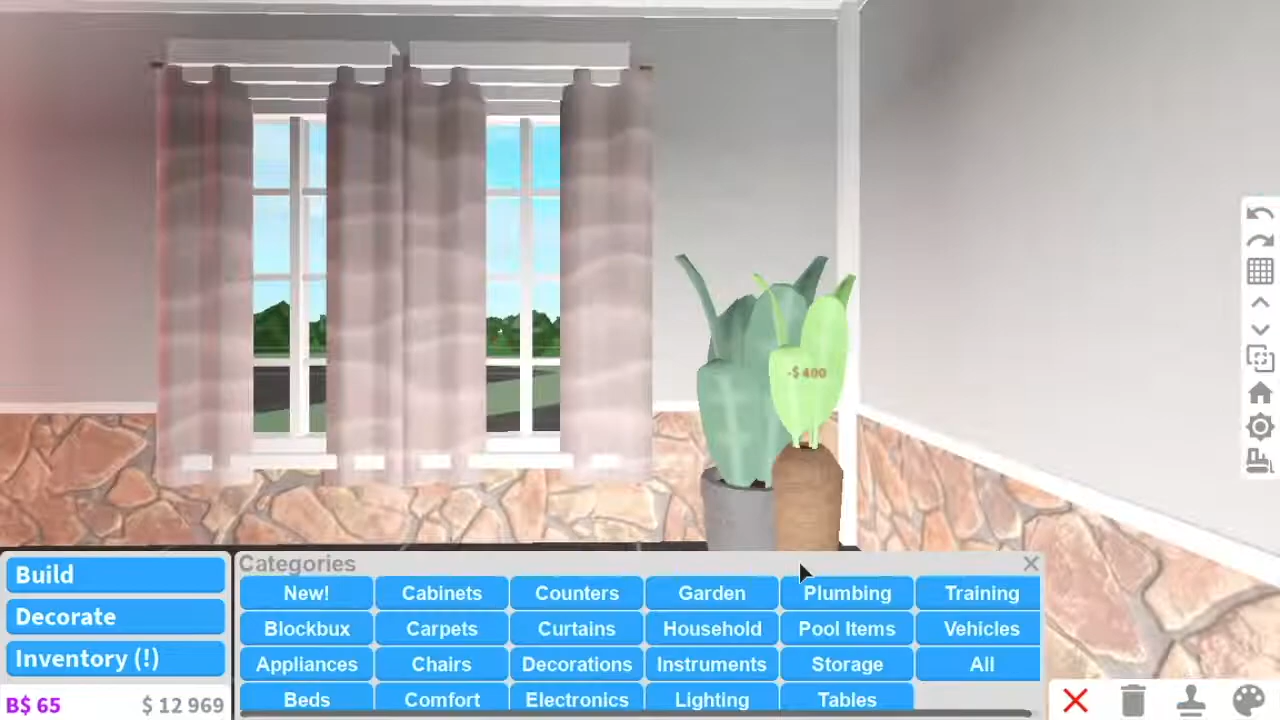 -$400
Build
Decorate
Inventory (!)
B$ 65 $ 12 969
Categories
New! Cabinets Counters Garden Plumbing Training
Blockbux Carpets Curtains Household Pool Items Vehicles
Appliances Chairs Decorations Instruments Storage All
Beds Comfort Electronics Lighting Tables